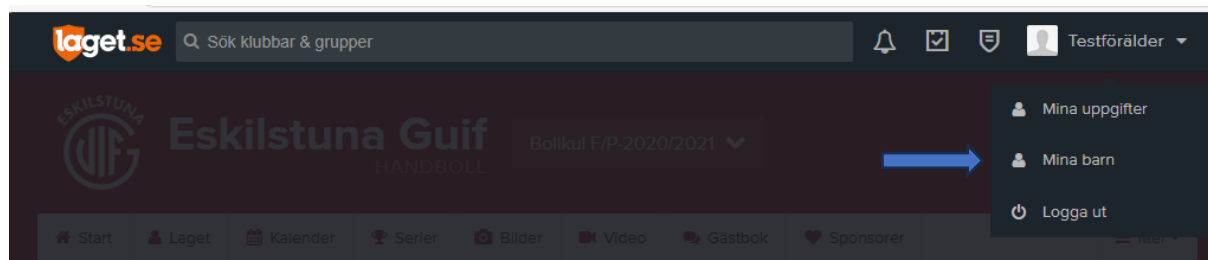 laget.se
Sök klubbar & grupper
Testförälder
Mina uppgifter
Mina barn
Logga ut
ESKILSTUNA
GUIF
Eskilstuna Guif
HANDBOLL
Bollkul F/P-2020/2021
Start Laget Kalender Serier Bilder Video Gästbok Sponsorer Mer